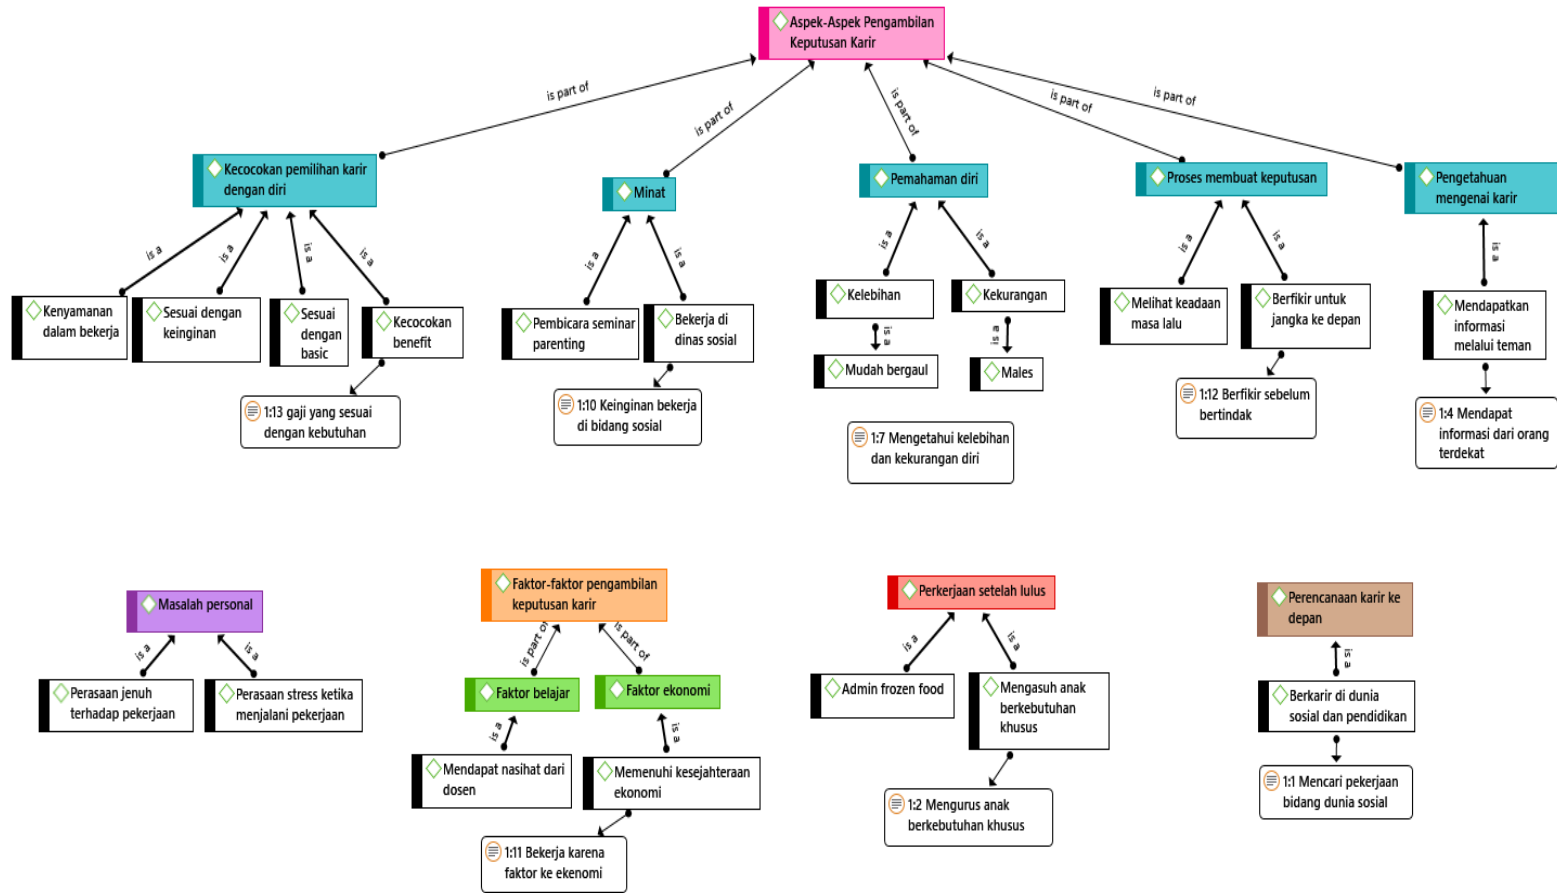 Aspek-Aspek Pengambilan
Keputusan Karir
is part of
is part of
is part of
is part of
is part of
Kecocokan pemilihan karir
dengan diri
Minat
Pemahaman diri
Proses membuat keputusan
Pengetahuan
mengenai karir
is a
is a
is a
is a
is a
is a
is a
is a
is a
is a
is a
Kenyamanan
dalam bekerja
Sesuai dengan
keinginan
Sesuai
dengan
basic
Kecocokan
benefit
Pembicara seminar
parenting
Bekerja di
dinas sosial
Kelebihan
Kekurangan
Melihat keadaan
masa lalu
Berfikir untuk
jangka ke depan
Mendapatkan
informasi
melalui teman
is a
is a
Mudah bergaul
Males
1:13 gaji yang sesuai
dengan kebutuhan
1:10 Keinginan bekerja
di bidang sosial
1:7 Mengetahui kelebihan
dan kekurangan diri
1:12 Berfikir sebelum
bertindak
1:4 Mendapat
informasi dari orang
terdekat
Masalah personal
is a
is a
Perasaan jenuh
terhadap pekerjaan
Perasaan stress ketika
menjalani pekerjaan
Faktor-faktor pengambilan
keputusan karir
is part of
is part of
Faktor belajar
Faktor ekonomi
is a
is a
Mendapat nasihat dari
dosen
Memenuhi kesejahteraan
ekonomi
1:11 Bekerja karena
faktor ke ekenomi
Perkerjaan setelah lulus
is a
is a
Admin frozen food
Mengasuh anak
berkebutuhan
khusus
1:2 Mengurus anak
berkebutuhan khusus
Perencanaan karir ke
depan
is a
Berkarir di dunia
sosial dan pendidikan
1:1 Mencari pekerjaan
bidang dunia sosial